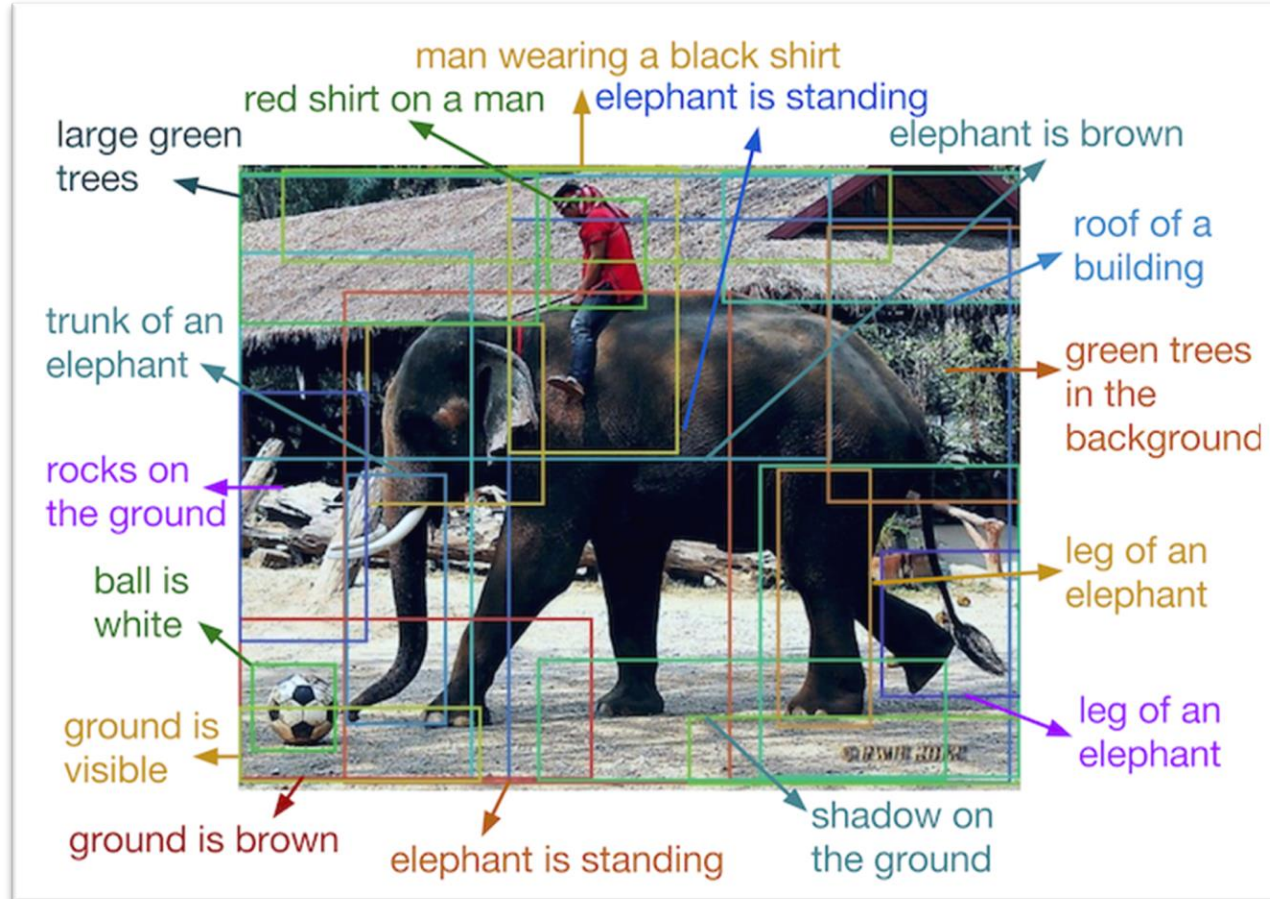 man wearing a black shirt
red shirt on a man
elephant is standing
large green
trees
elephant is brown
roof of a
building
trunk of an
elephant
green trees
in the
background
rocks on
the ground
leg of an
elephant
ball is
white
ground is
visible
leg of an
elephant
ground is brown
elephant is standing
shadow on
the ground